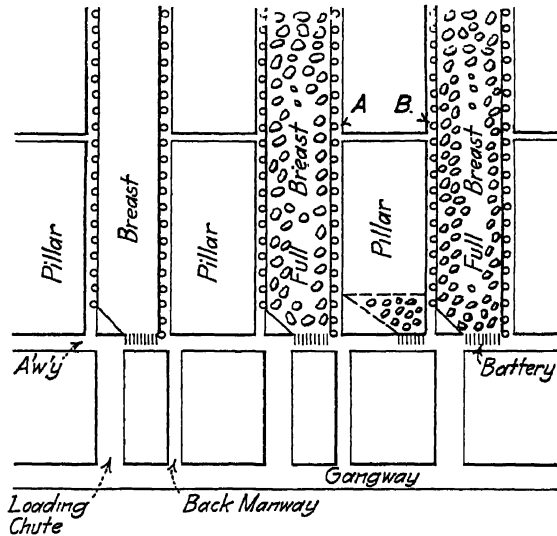 A B.
Pillar
Breast
Pillar
Full Breast
Pillar
Full Breast
A'w'y
Battery
Gangway
Loading
Chute
Back Manway